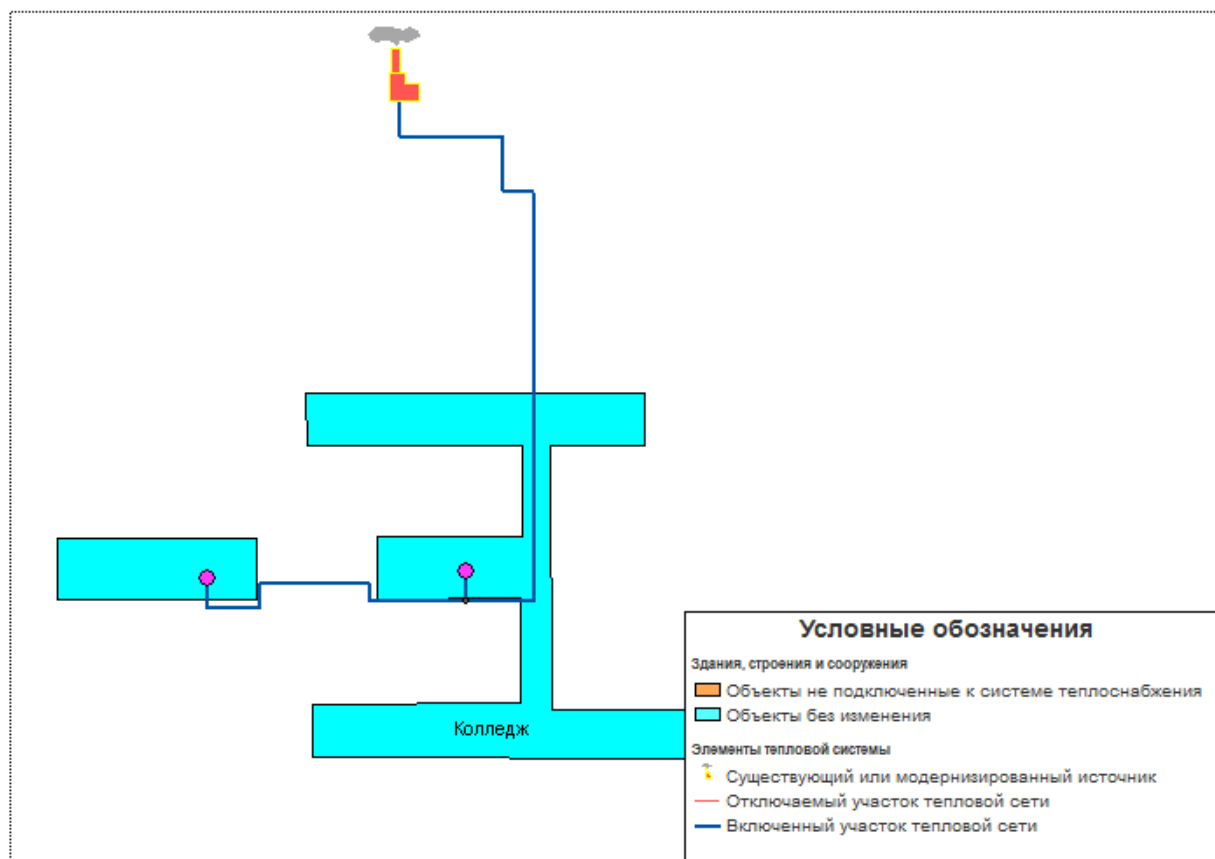 Колледж
Условные обозначения
Здания, строения и сооружения
Объекты не подключенные к системе теплоснабжения
Объекты без изменения
Элементы тепловой системы
Существующий или модернизированный источник
Отключаемый участок тепловой сети
Включенный участок тепловой сети